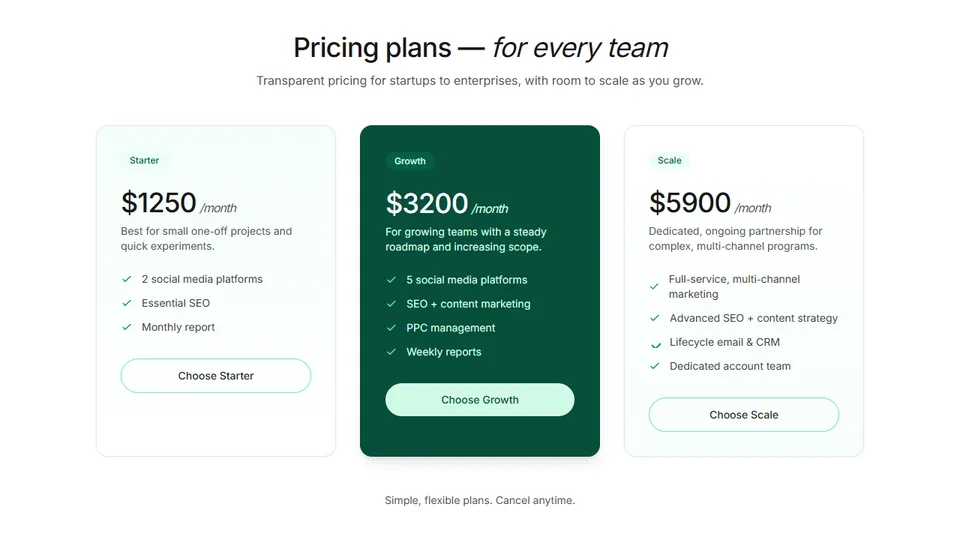 Pricing plans — for every team
Transparent pricing for startups to enterprises, with room to scale as you grow.
Starter
$1250 /month
Best for small one-off projects and
quick experiments.
2 social media platforms
Essential SEO
Monthly report
Choose Starter
Growth
$3200 /month
For growing teams with a steady
roadmap and increasing scope.
5 social media platforms
SEO + content marketing
PPC management
Weekly reports
Choose Growth
Scale
$5900 /month
Dedicated, ongoing partnership for
complex, multi-channel programs.
Full-service, multi-channel
marketing
Advanced SEO + content strategy
Lifecycle email & CRM
Dedicated account team
Choose Scale
Simple, flexible plans. Cancel anytime.